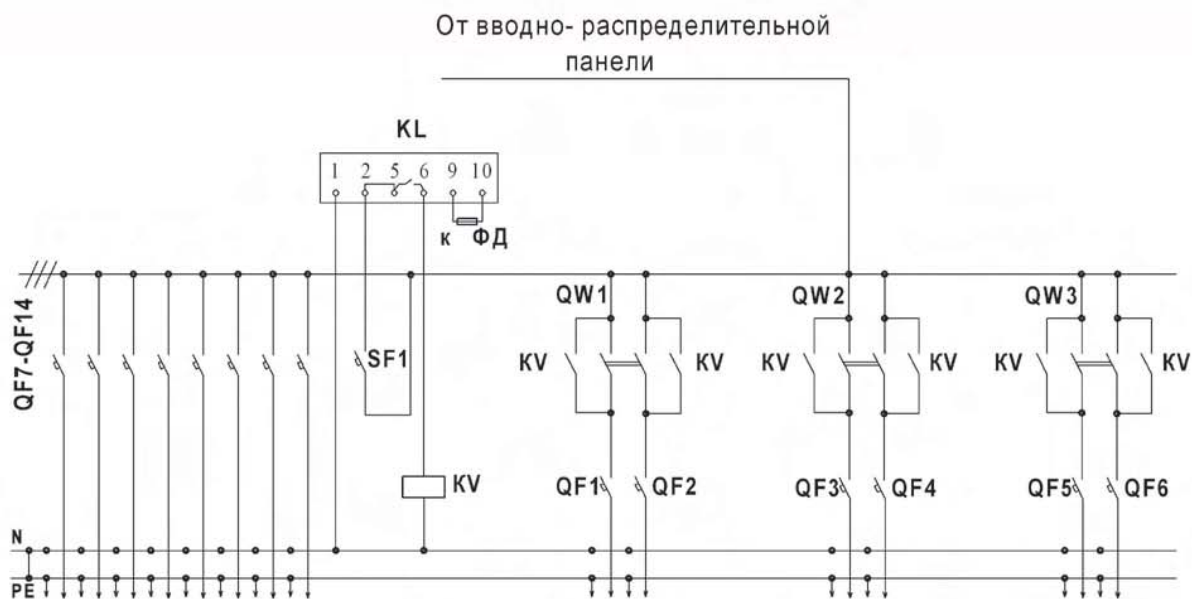 От вводно- распределительной
панели
KL
1 2 5 6 9 10
к ФД
QF7-QF14
SF1
KV
QW1
KV KV
QF1 QF2
QW2
KV KV
QF3 QF4
QW3
KV KV
QF5 QF6
N
PE